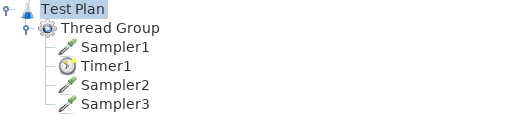 Test Plan
Thread Group
Sampler1
Timer1
Sampler2
Sampler3